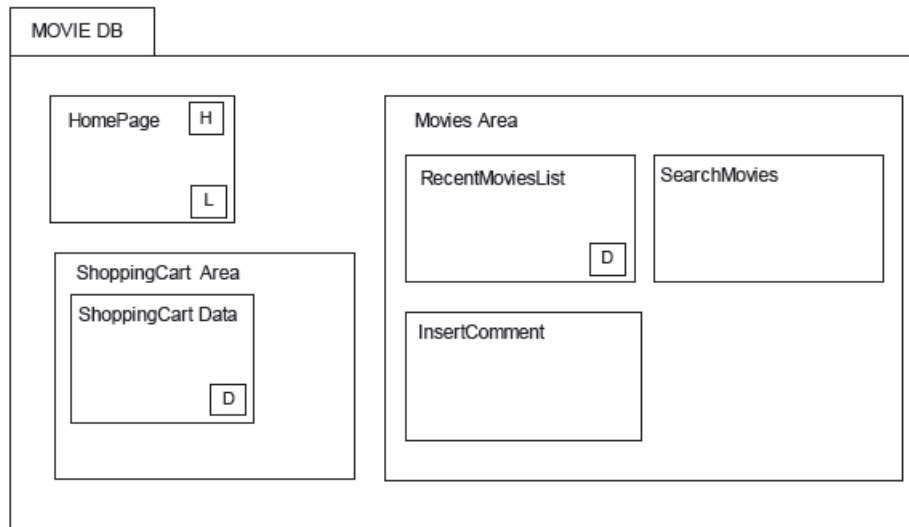 MOVIE DB
HomePage
H
L
ShoppingCart Area
ShoppingCart Data
D
Movies Area
RecentMoviesList
D
SearchMovies
InsertComment